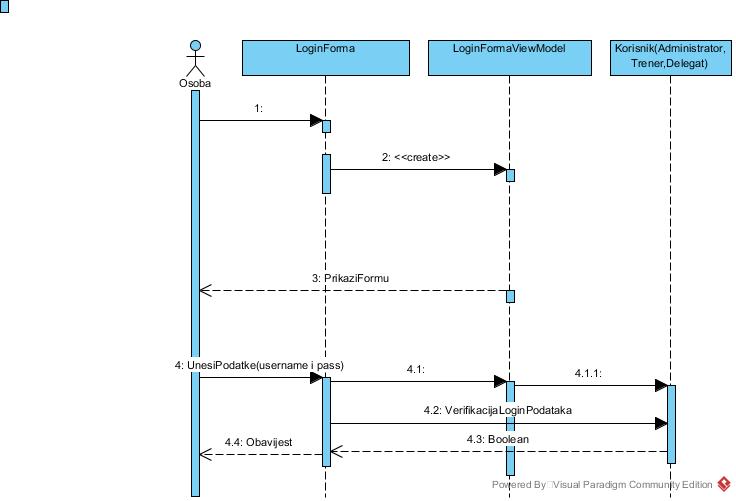 LoginForma
LoginFormaViewModel
Korisnik(Administrator,
Trener,Delegat)
Osoba
1:
2: <<create>>
3: PrikaziFormu
4: UnesiPodatke(username i pass)
4.1:
4.1.1:
4.2: VerifikacijaLoginPodataka
4.3: Boolean
4.4: Obavijest
Powered By Visual Paradigm Community Edition